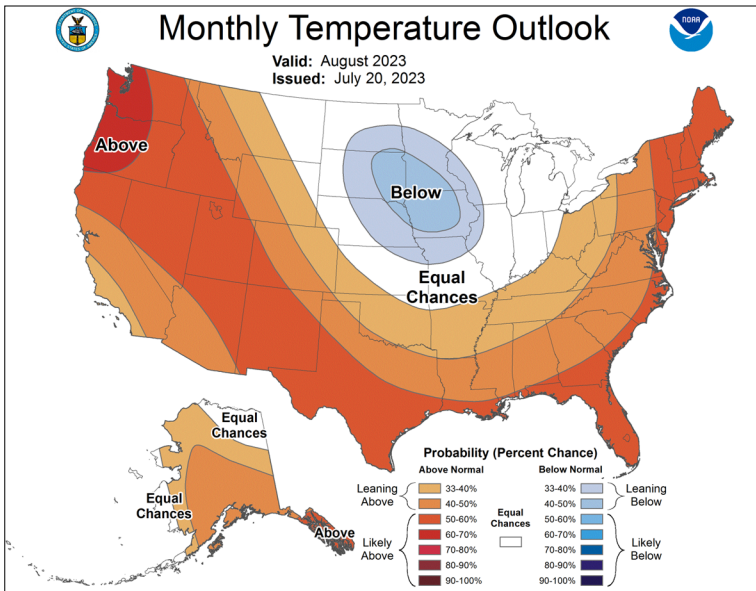 Monthly Temperature Outlook
NOAA
Valid: August 2023
Issued: July 20, 2023
Above
Below
Equal
Chances
Equal
Chances
Equal
Chances
Above
Probability (Percent Chance)
Above Normal
Below Normal
Leaning
Above
33-40%
40-50%
Likely
Above
50-60%
60-70%
70-80%
80-90%
90-100%
Equal
Chances
33-40%
40-50%
Leaning
Below
50-60%
60-70%
70-80%
80-90%
90-100%
Likely
Below